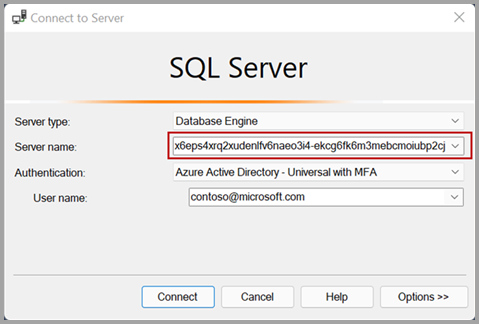 Connect to Server
SQL Server
Server type: Database Engine
Server name: x6eps4xrq2xudenlfv6naeo3i4-ekcg6fk6m3mebcmoiubp2cj
Authentication: Azure Active Directory - Universal with MFA
User name: contoso@microsoft.com
Connect Cancel Help Options >>